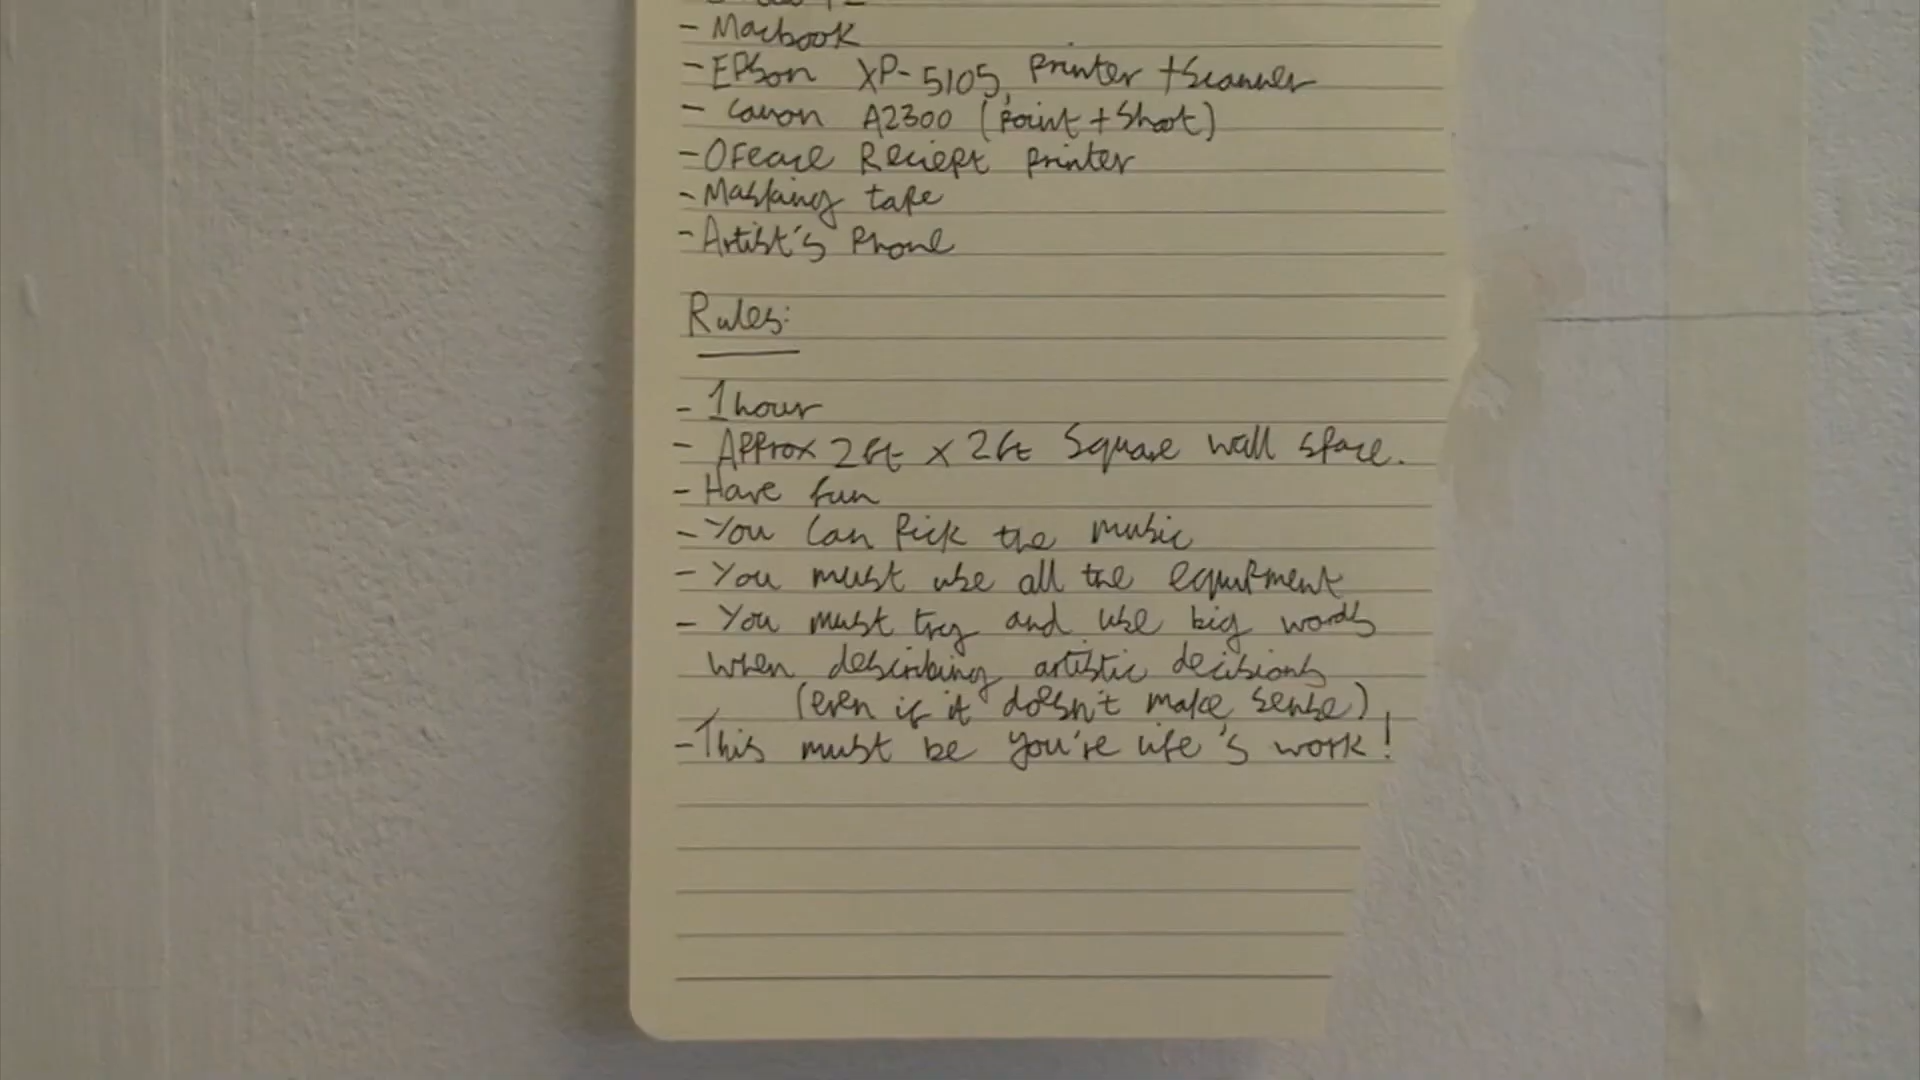 - Macbook
- EPSon XP-5105, printer + Scanner
- Canon A2300 (point + shoot)
- OFeale Reciept printer
- Masking tape
- Artist's Phone
Rules:
- 1 hour
- Approx 2ft x 2ft Square wall space.
- Have fun
- You can pick the music
- You must use all the equipment
- You must try and use big words
when describing artistic decisions
(even if it doesn't make sense)
- This must be you're life's work!